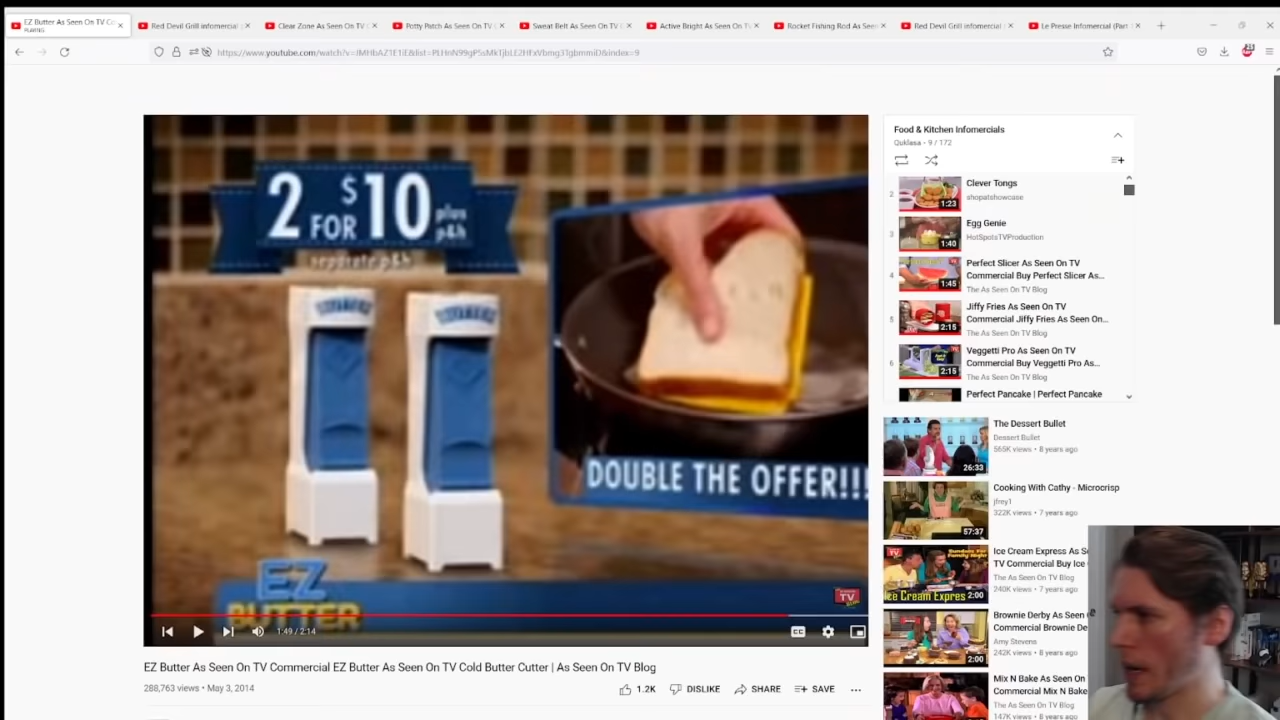 EZ Butter As Seen On TV Co
PLAYING
Red Devil Grill infomercial
Clear Zone As Seen On TV
Potty Patch As Seen On TV
Sweat Belt As Seen On TV
Active Bright As Seen On TV
Rocket Fishing Rod As Seen
Red Devil Grill infomercial
Le Presse Infomercial (Part
2 FOR $10 plus p&h
separate p&h
DOUBLE THE OFFER!!!
EZ
TV
1:49 / 2:14
CC
EZ Butter As Seen On TV Commercial EZ Butter As Seen On TV Cold Butter Cutter | As Seen On TV Blog
288,763 views • May 3, 2014
1.2K
DISLIKE
SHARE
SAVE
Food & Kitchen Infomercials
Quklasa - 9 / 172
2
1:23
Clever Tongs
shopatshowcase
3
1:40
Egg Genie
HotSpotsTVProduction
4
1:45
Perfect Slicer As Seen On TV
Commercial Buy Perfect Slicer As...
The As Seen On TV Blog
5
2:15
Jiffy Fries As Seen On TV
Commercial Jiffy Fries As Seen On...
The As Seen On TV Blog
6
2:15
Veggetti Pro As Seen On TV
Commercial Buy Veggetti Pro As...
The As Seen On TV Blog
Perfect Pancake | Perfect Pancake
26:33
The Dessert Bullet
Dessert Bullet
565K views • 8 years ago
57:37
Cooking With Cathy - Microcrisp
jfrey1
322K views • 7 years ago
Ice Cream Expres
2:00
Ice Cream Express As S
TV Commercial Buy Ice
The As Seen On TV Blog
240K views • 7 years ago
2:00
Brownie Derby As Seen
Commercial Brownie De
Amy Stevens
242K views • 8 years ago
Mix N Bake As Seen On
Commercial Mix N Bake
The As Seen On TV Blog
147K views • 7 years ago